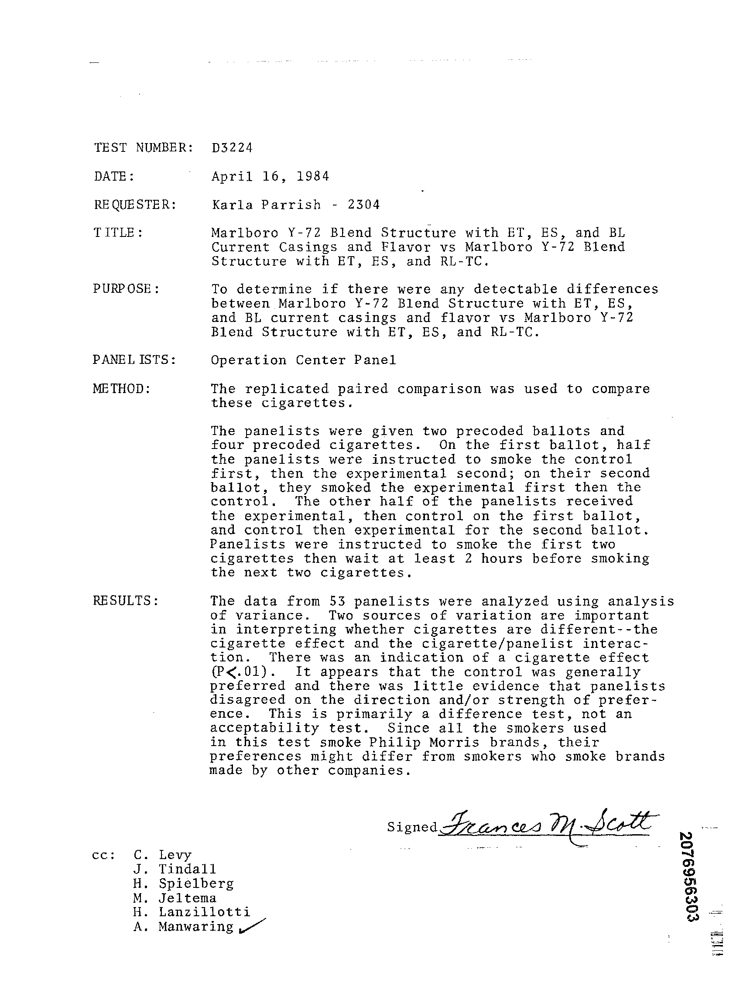 TEST NUMBER: D3224
DATE: April 16, 1984
REQUESTER: Karla Parrish - 2304
TITLE: Marlboro Y-72 Blend Structure with ET, ES, and BL
Current Casings and Flavor vs Marlboro Y-72 Blend
Structure with ET, ES, and RL-TC.
PURPOSE: To determine if there were any detectable differences
between Marlboro Y-72 Blend Structure with ET, ES,
and BL current casings and flavor vs Marlboro Y-72
Blend Structure with ET, ES, and RL-TC.
PANELISTS: Operation Center Panel
METHOD: The replicated paired comparison was used to compare
these cigarettes.
The panelists were given two precoded ballots and
four precoded cigarettes. On the first ballot, half
the panelists were instructed to smoke the control
first, then the experimental second; on their second
ballot, they smoked the experimental first then the
control. The other half of the panelists received
the experimental, then control on the first ballot,
and control then experimental for the second ballot.
Panelists were instructed to smoke the first two
cigarettes then wait at least 2 hours before smoking
the next two cigarettes.
RESULTS: The data from 53 panelists were analyzed using analysis
of variance. Two sources of variation are important
in interpreting whether cigarettes are different--the
cigarette effect and the cigarette/panelist interac-
tion. There was an indication of a cigarette effect
(P<.01). It appears that the control was generally
preferred and there was little evidence that panelists
disagreed on the direction and/or strength of prefer-
ence. This is primarily a difference test, not an
acceptability test. Since all the smokers used
in this test smoke Philip Morris brands, their
preferences might differ from smokers who smoke brands
made by other companies.
Signed Frances M. Scott
cc: C. Levy
J. Tindall
H. Spielberg
M. Jeltema
H. Lanzillotti
A. Manwaring
2076956303